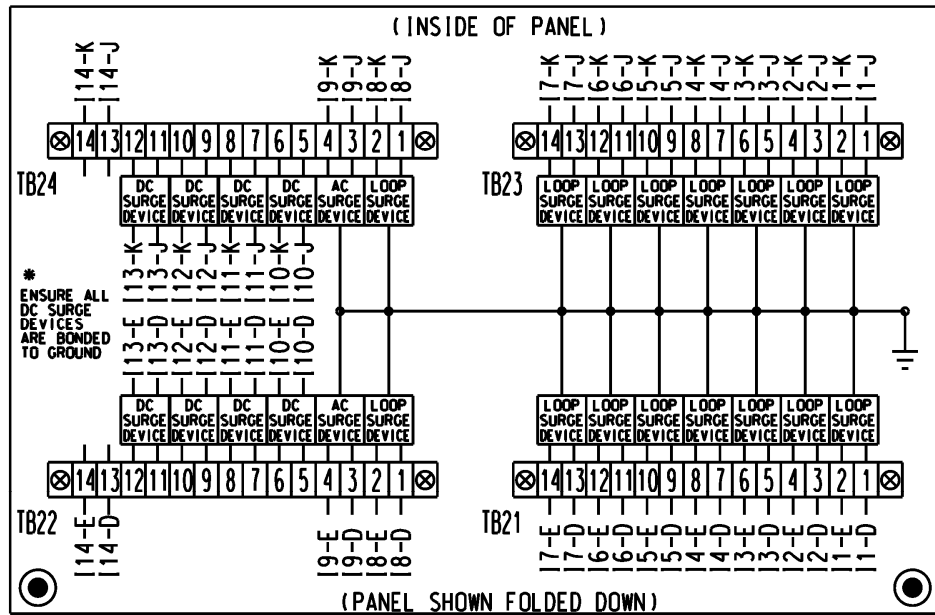 (INSIDE OF PANEL)
I14-K I14-J I9-K I9-J I8-K I8-J I7-K I7-J I6-K I6-J I5-K I5-J I4-K I4-J I3-K I3-J I2-K I2-J I1-K I1-J
14 13 12 11 10 9 8 7 6 5 4 3 2 1 14 13 12 11 10 9 8 7 6 5 4 3 2 1
TB24 TB23
DC DC DC DC AC LOOP LOOP LOOP LOOP LOOP LOOP LOOP LOOP
SURGE SURGE SURGE SURGE SURGE SURGE SURGE SURGE SURGE SURGE SURGE SURGE SURGE
DEVICE DEVICE DEVICE DEVICE DEVICE DEVICE DEVICE DEVICE DEVICE DEVICE DEVICE DEVICE DEVICE
I13-K I13-J I12-K I12-J I11-K I11-J I10-K I10-J
*
ENSURE ALL
DC SURGE
DEVICES
ARE BONDED
TO GROUND
I13-E I13-D I12-E I12-D I11-E I11-D I10-E I10-D
DC DC DC DC AC LOOP LOOP LOOP LOOP LOOP LOOP LOOP LOOP
SURGE SURGE SURGE SURGE SURGE SURGE SURGE SURGE SURGE SURGE SURGE SURGE SURGE
DEVICE DEVICE DEVICE DEVICE DEVICE DEVICE DEVICE DEVICE DEVICE DEVICE DEVICE DEVICE DEVICE
14 13 12 11 10 9 8 7 6 5 4 3 2 1 14 13 12 11 10 9 8 7 6 5 4 3 2 1
TB22 TB21
I14-E I14-D I9-E I9-D I8-E I8-D I7-E I7-D I6-E I6-D I5-E I5-D I4-E I4-D I3-E I3-D I2-E I2-D I1-E I1-D
(PANEL SHOWN FOLDED DOWN)